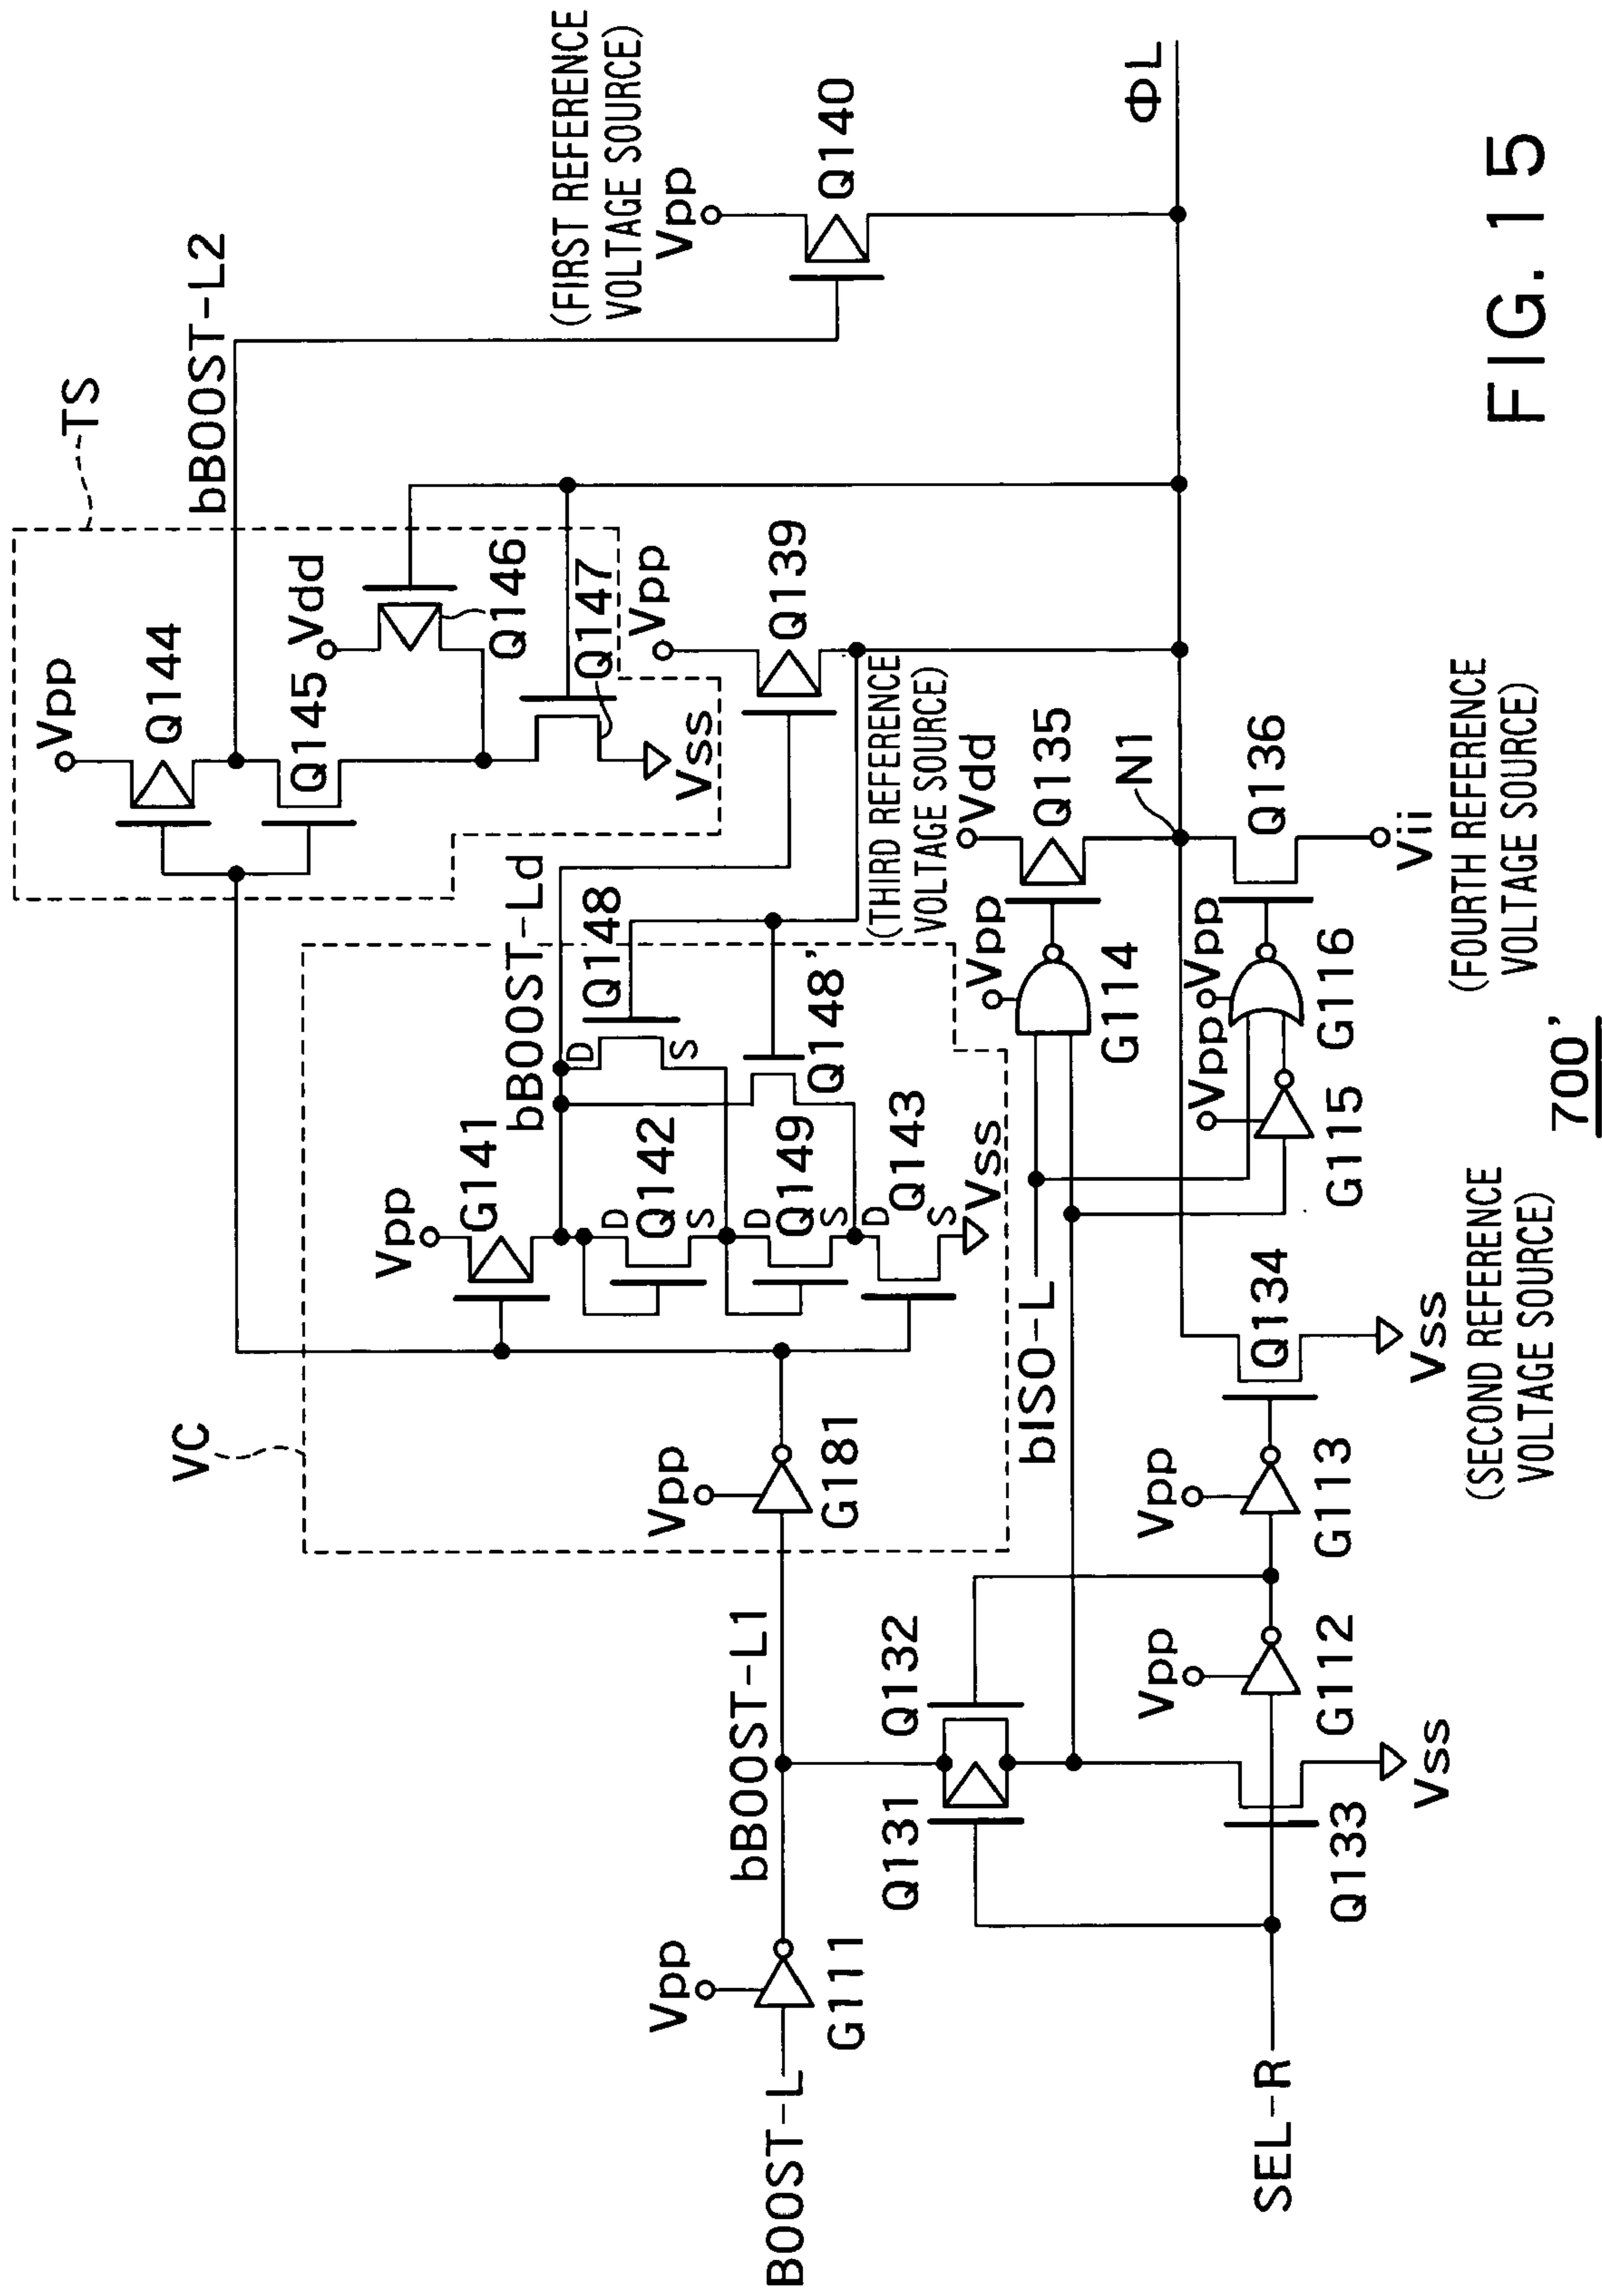 TS
bBOOST-L2
Vpp
Q144
Q145
Vdd
Q146
Q147
Vss
(FIRST REFERENCE
VOLTAGE SOURCE)
Vpp
Q140
ΦL
Vpp
Q139
VC
bBOOST-Ld
Q148
D
S
Q148'
Vpp
G141
D
Q142
S
D
Q149
S
D
Q143
S
Vss
Vpp
G181
(THIRD REFERENCE
VOLTAGE SOURCE)
Vdd
Q135
N1
Vpp
G114
Q136
Vii
(FOURTH REFERENCE
VOLTAGE SOURCE)
Vpp
G116
Vpp
G115
bISO-L
Q134
Vss
(SECOND REFERENCE
VOLTAGE SOURCE)
BOOST-L
Vpp
G111
bBOOST-L1
Q131
Q132
Vpp
G113
Vpp
G112
Q133
Vss
SEL-R
700'
FIG. 15